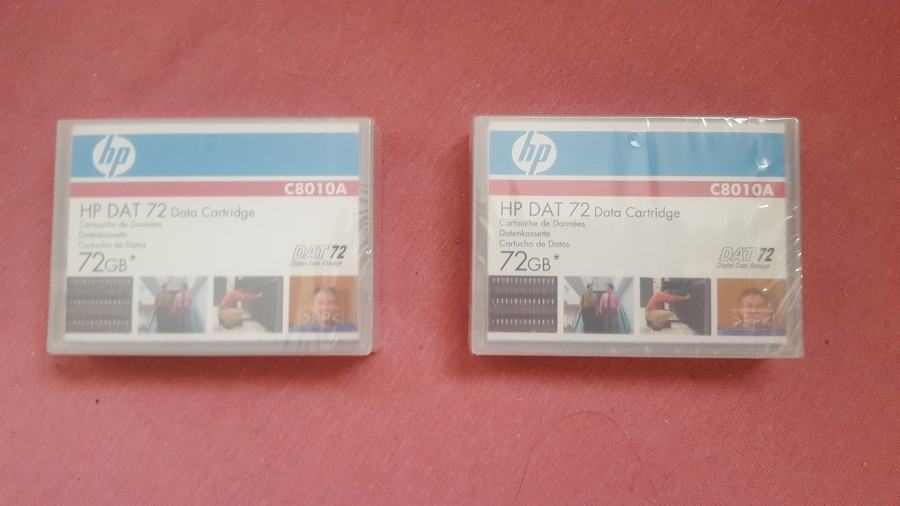 hp
C8010A
HP DAT 72 Data Cartridge
Cartouche de Données
Datenkassette
Cartucho de Datos
72GB*
DAT 72
Digital Data Storage
hp
C8010A
HP DAT 72 Data Cartridge
Cartouche de Données
Datenkassette
Cartucho de Datos
72GB*
DAT 72
Digital Data Storage